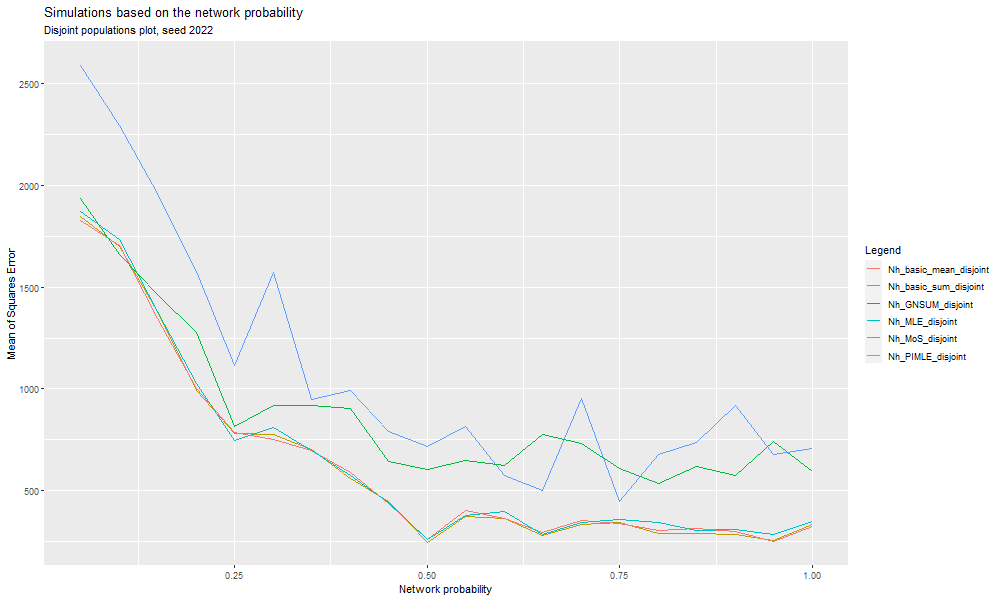 Simulations based on the network probability
Disjoint populations plot, seed 2022
2500
2000
1500
1000
500
Mean of Squares Error
0.25
0.50
0.75
1.00
Network probability
Legend
Nh_basic_mean_disjoint
Nh_basic_sum_disjoint
Nh_GNSUM_disjoint
Nh_MLE_disjoint
Nh_MoS_disjoint
Nh_PIMLE_disjoint